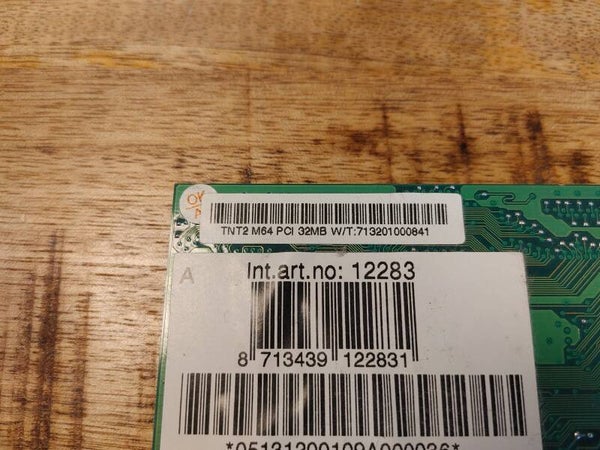 TNT2 M64 PCI 32MB W/T:713201000841
A
Int.art.no: 12283
8 713439 122831